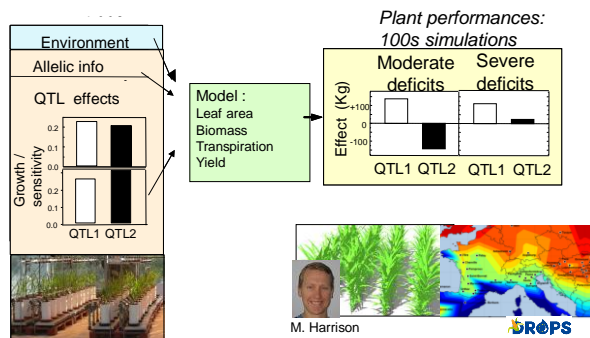 Plant performances:
100s simulations
Environment
Allelic info
QTL effects
Growth /
sensitivity
0.2
0.1
0.0
0.2
0.1
0.0
QTL1 QTL2
Model :
Leaf area
Biomass
Transpiration
Yield
Moderate
deficits
Severe
deficits
Effect (Kg)
+100
0
-100
QTL1 QTL2 QTL1 QTL2
M. Harrison
DROPS